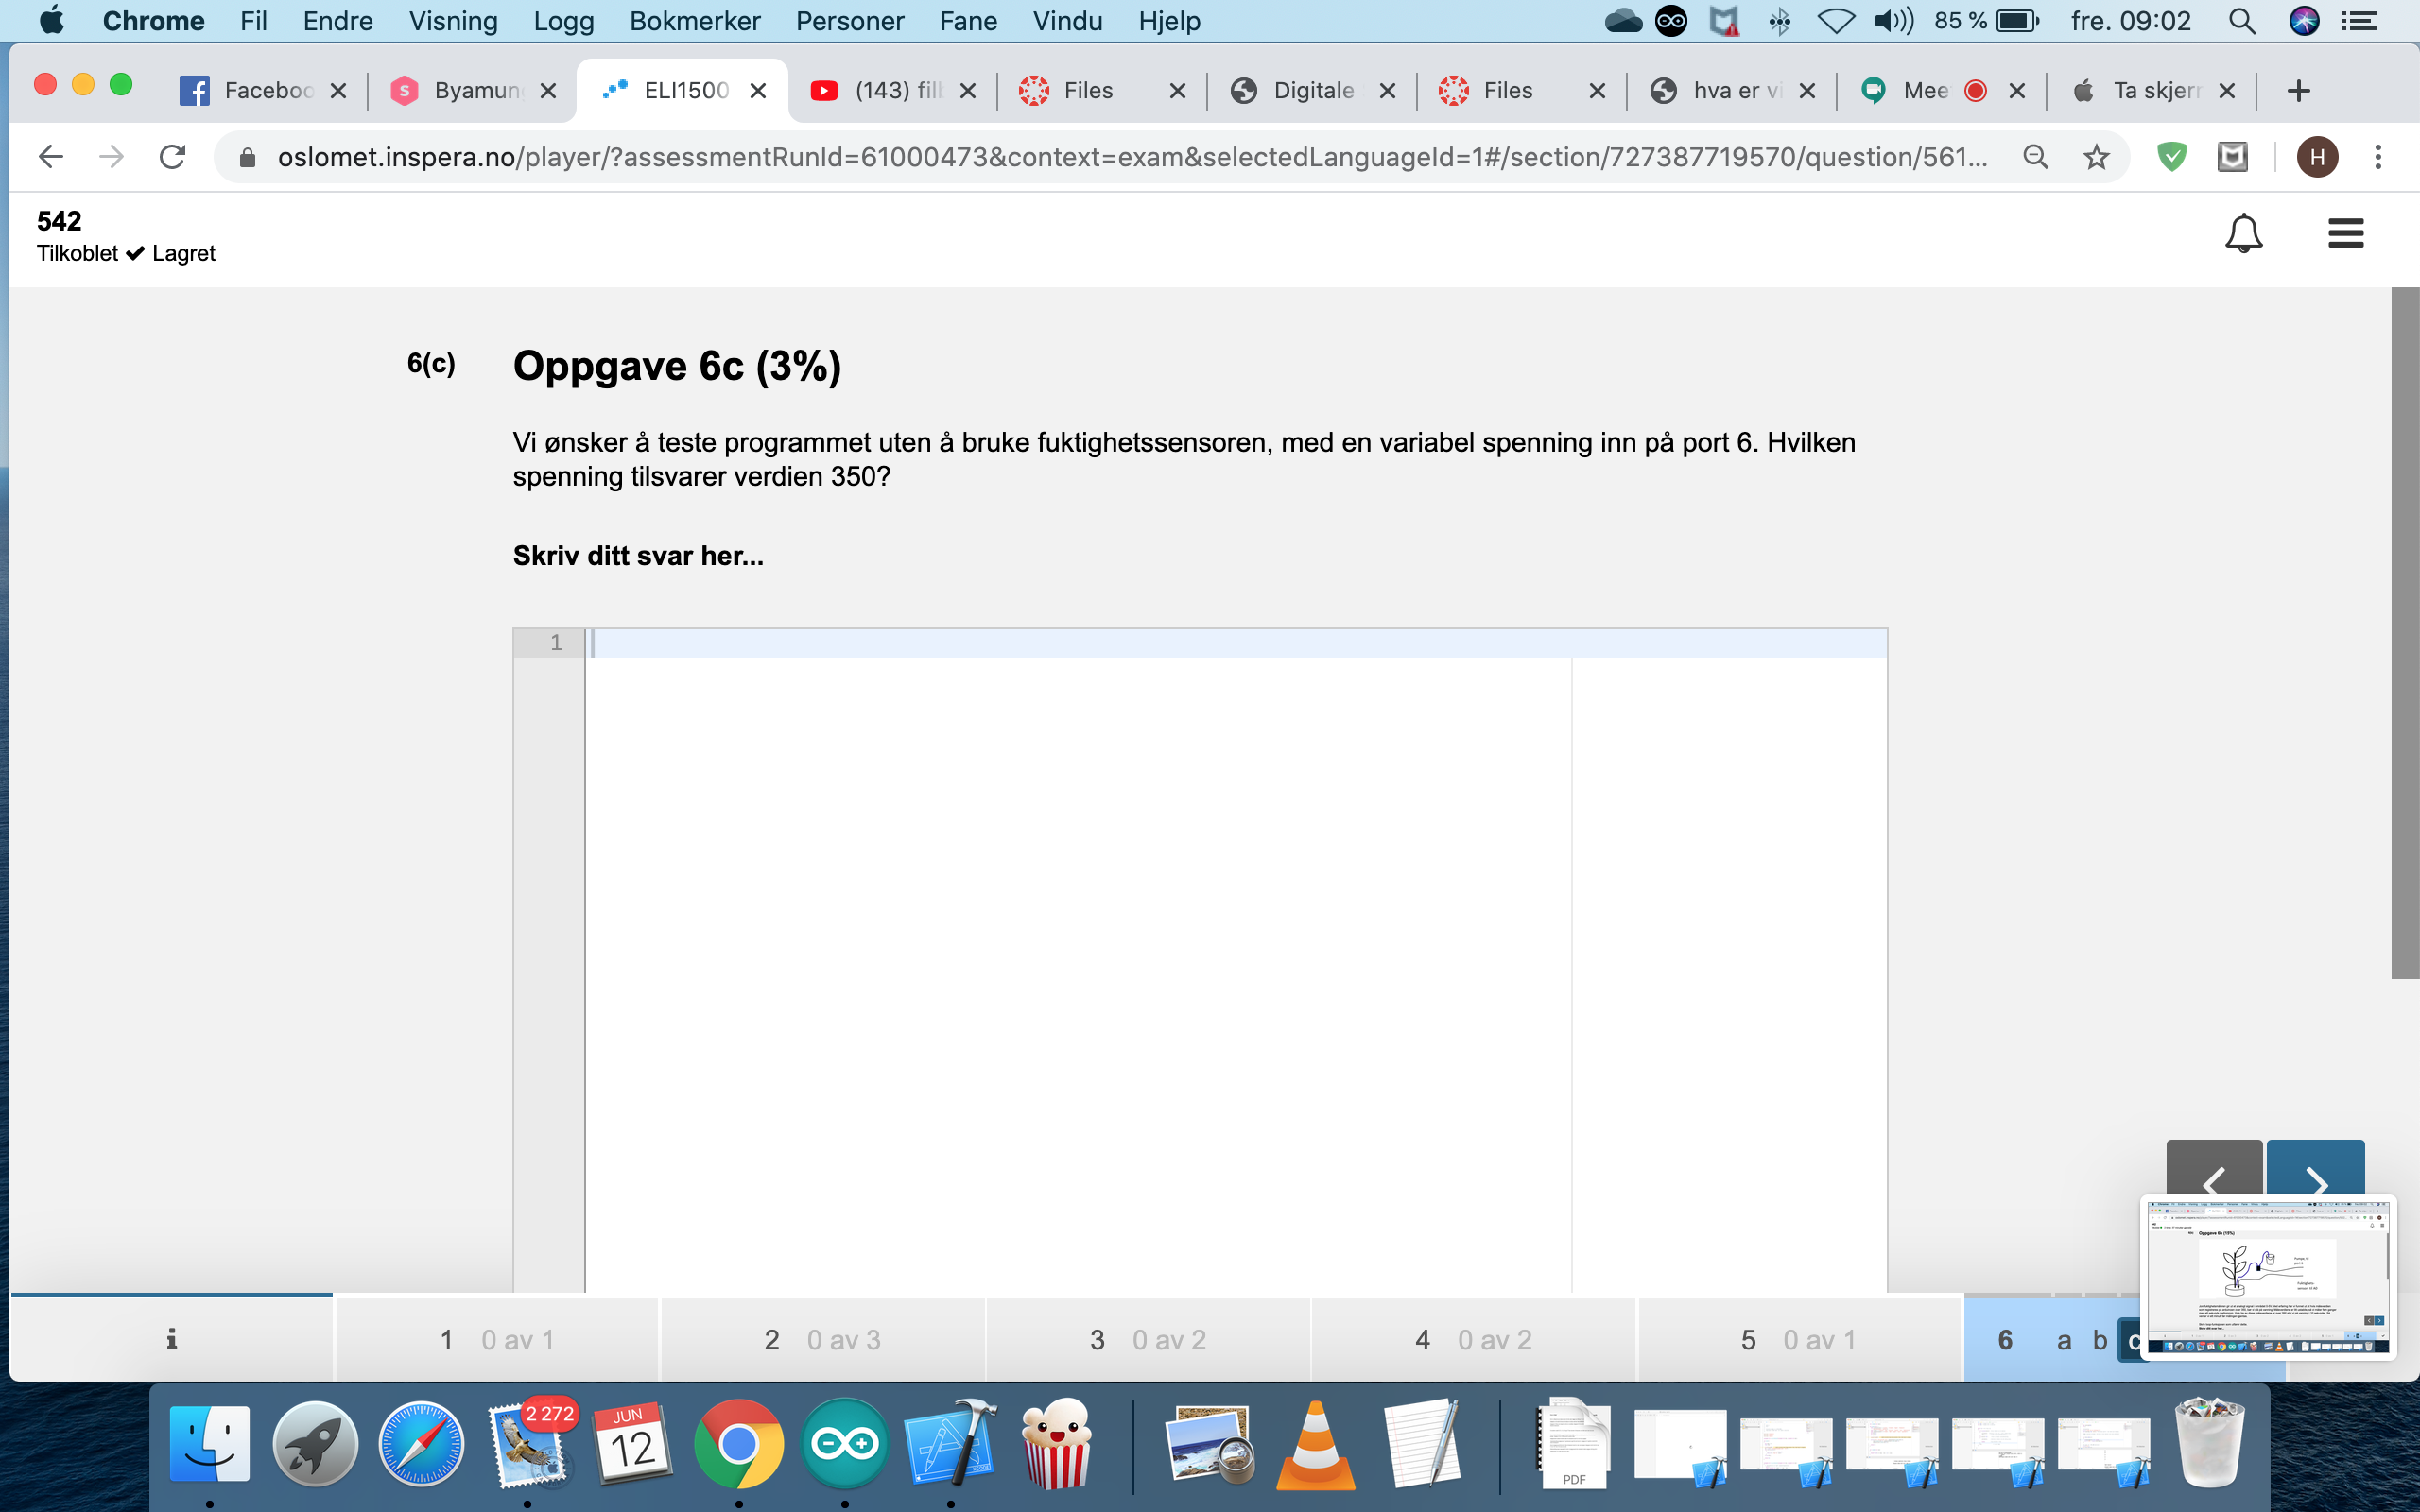 Chrome Fil Endre Visning Logg Bokmerker Personer Fane Vindu Hjelp 85 % fre. 09:02
Faceboo Byamun ELI1500 (143) fil Files Digitale Files hva er vi Mee Ta skjerr
oslomet.inspera.no/player/?assessmentRunId=61000473&context=exam&selectedLanguageId=1#/section/727387719570/question/561... H
542
Tilkoblet Lagret
6(c) Oppgave 6c (3%)
Vi ønsker å teste programmet uten å bruke fuktighetssensoren, med en variabel spenning inn på port 6. Hvilken
spenning tilsvarer verdien 350?
Skriv ditt svar her...
1
Oppgave 6b (15%)
i 1 0 av 1 2 0 av 3 3 0 av 2 4 0 av 2 5 0 av 1 6 a b c
2 272 JUN
12
PDF